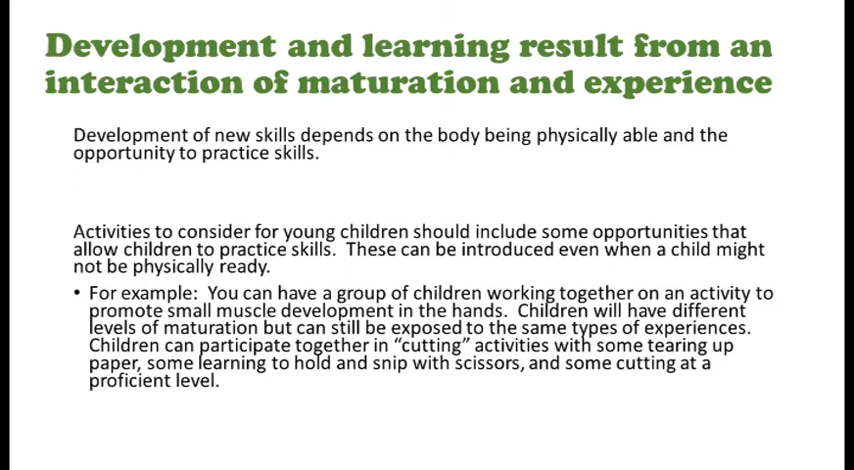 Development and learning result from an
interaction of maturation and experience
Development of new skills depends on the body being physically able and the
opportunity to practice skills.
Activities to consider for young children should include some opportunities that
allow children to practice skills.  These can be introduced even when a child might
not be physically ready.
• For example:  You can have a group of children working together on an activity to
promote small muscle development in the hands.  Children will have different
levels of maturation but can still be exposed to the same types of experiences.
Children can participate together in “cutting” activities with some tearing up
paper, some learning to hold and snip with scissors, and some cutting at a
proficient level.